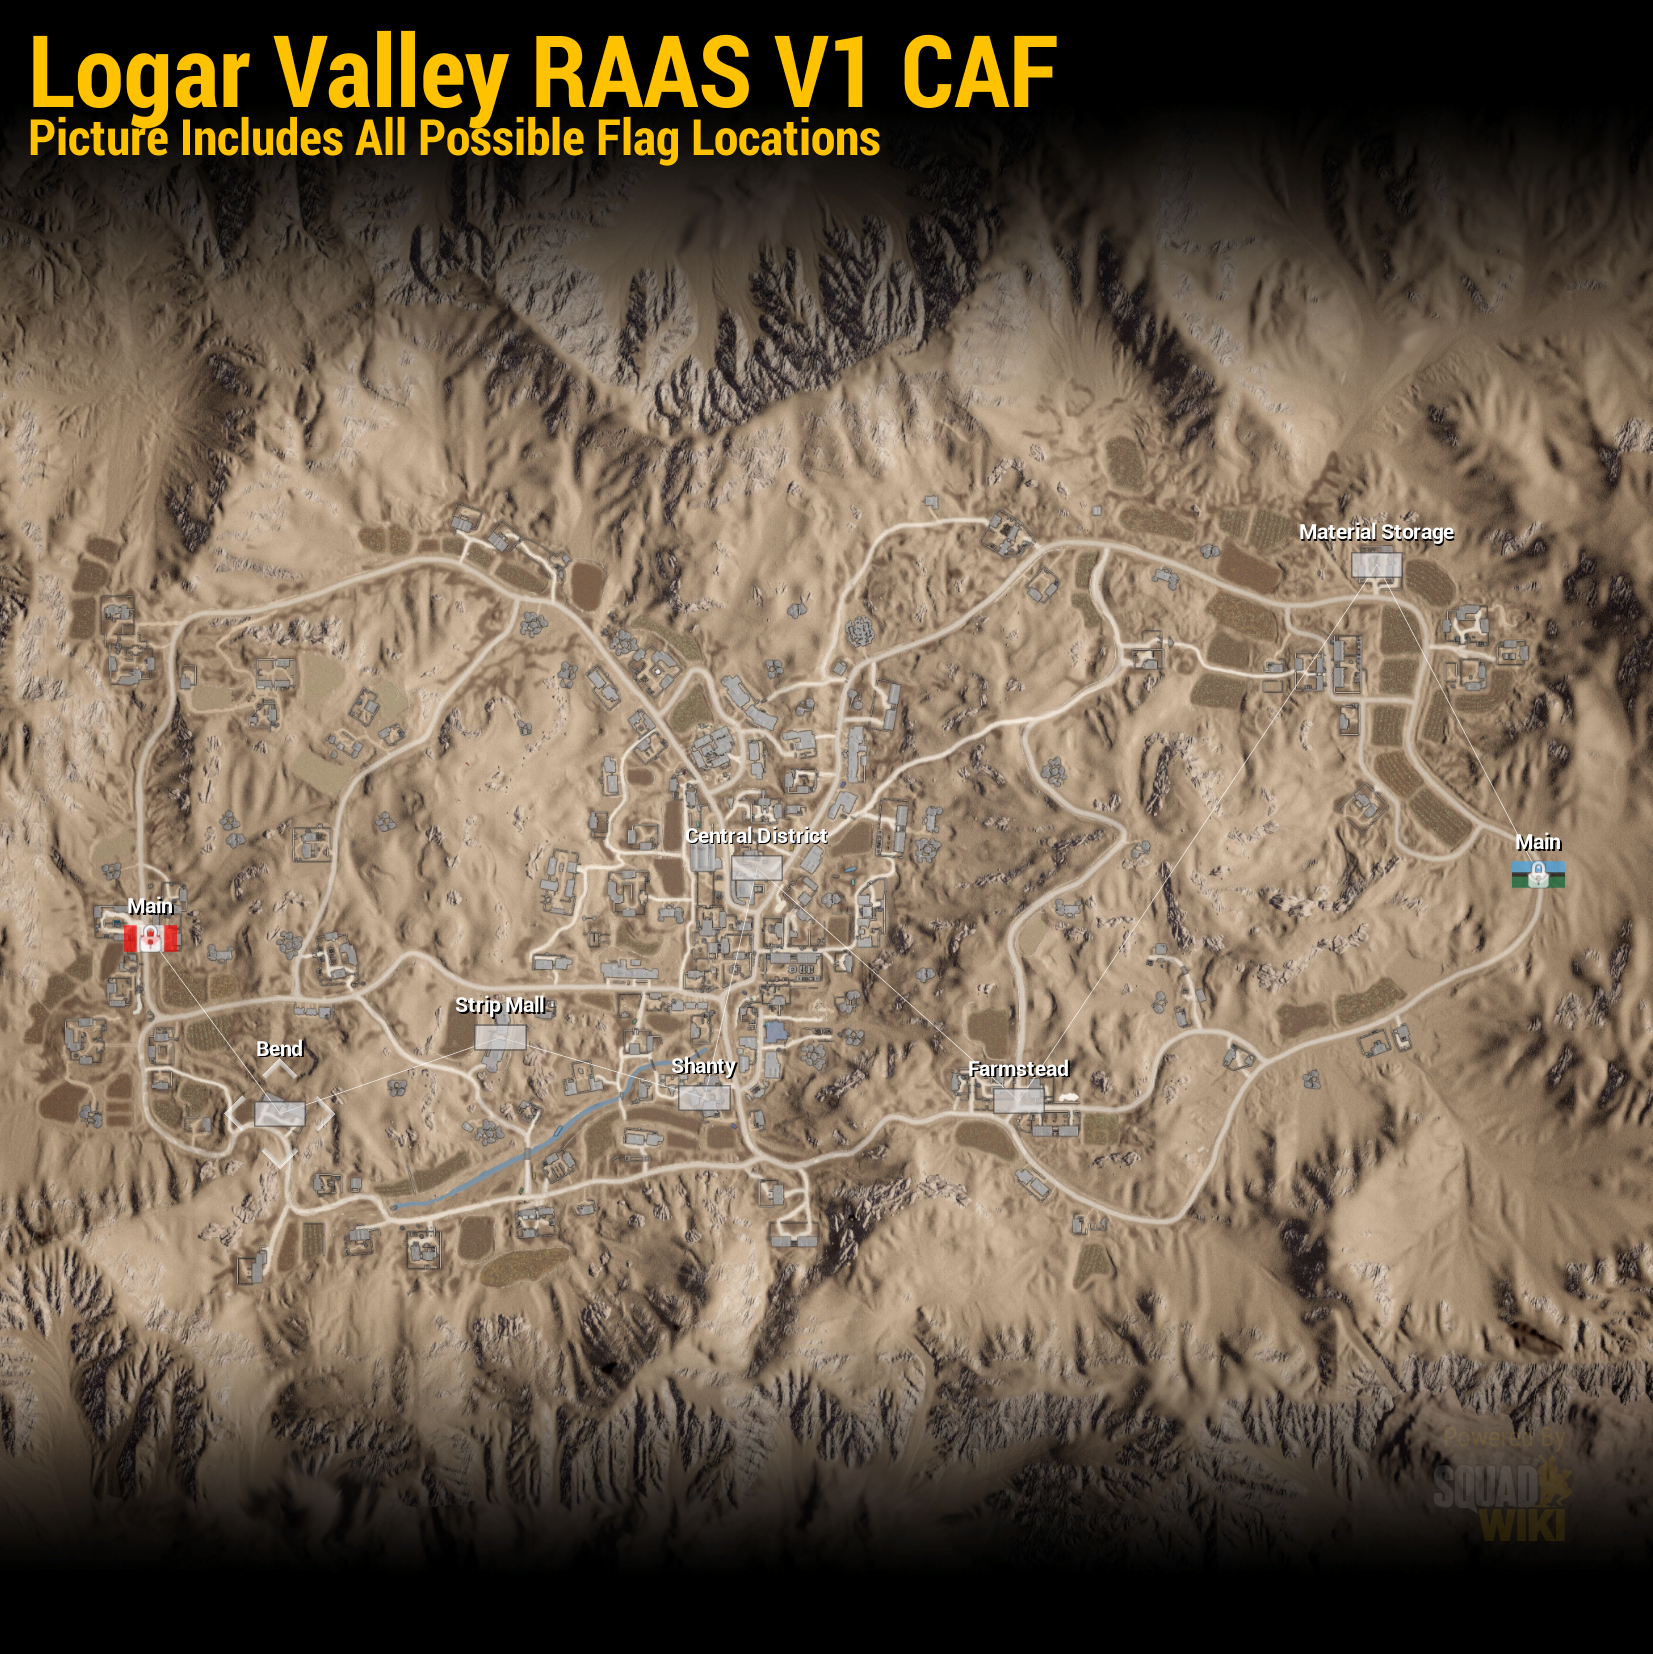 Logar Valley RAAS V1 CAF
Picture Includes All Possible Flag Locations
Material Storage
Central District
Main
Main
Strip Mall
Bend
Shanty
Farmstead
Powered By
SQUAD
WIKI